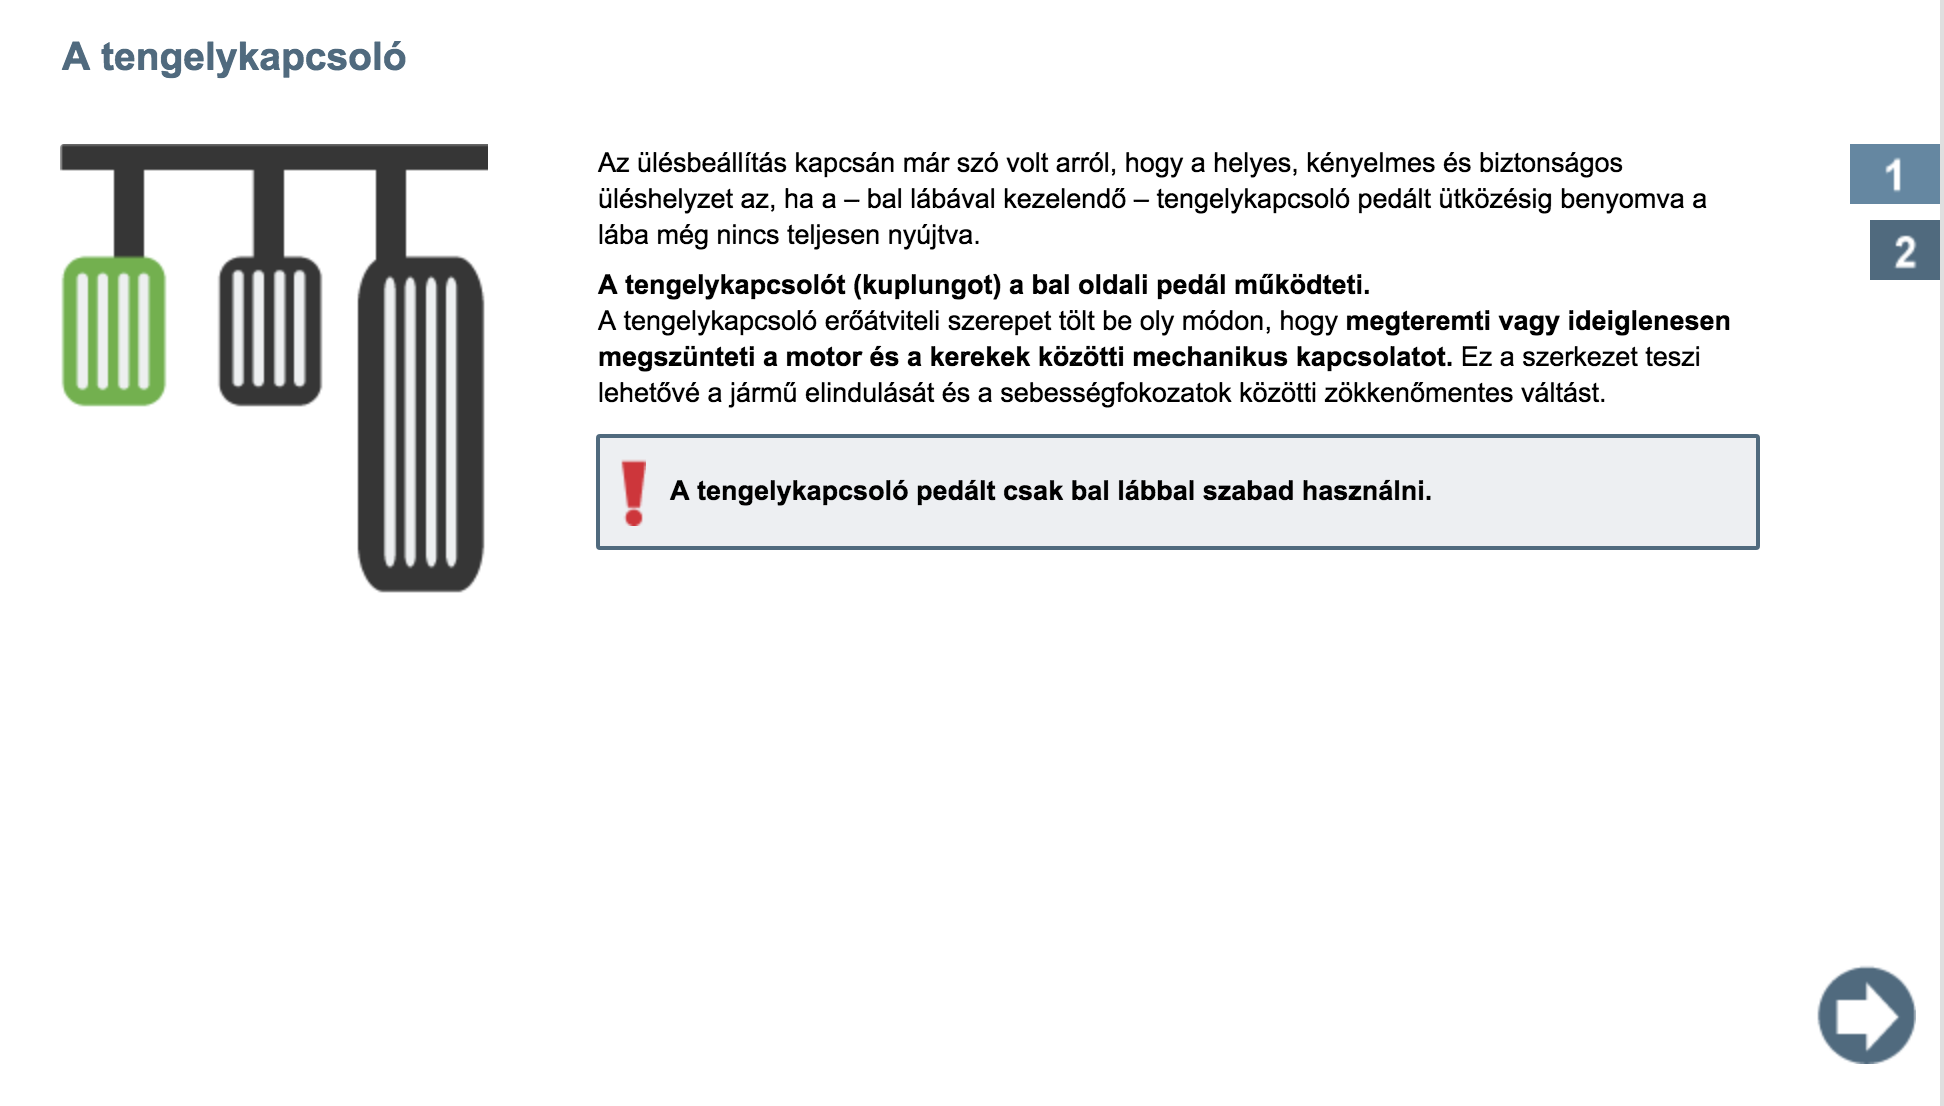 A tengelykapcsoló
Az ülésbeállítás kapcsán már szó volt arról, hogy a helyes, kényelmes és biztonságos
üléshelyzet az, ha a – bal lábával kezelendő – tengelykapcsoló pedált ütközésig benyomva a
lába még nincs teljesen nyújtva.
A tengelykapcsolót (kuplungot) a bal oldali pedál működteti.
A tengelykapcsoló erőátviteli szerepet tölt be oly módon, hogy megteremti vagy ideiglenesen
megszünteti a motor és a kerekek közötti mechanikus kapcsolatot. Ez a szerkezet teszi
lehetővé a jármű elindulását és a sebességfokozatok közötti zökkenőmentes váltást.
! A tengelykapcsoló pedált csak bal lábbal szabad használni.
1
2